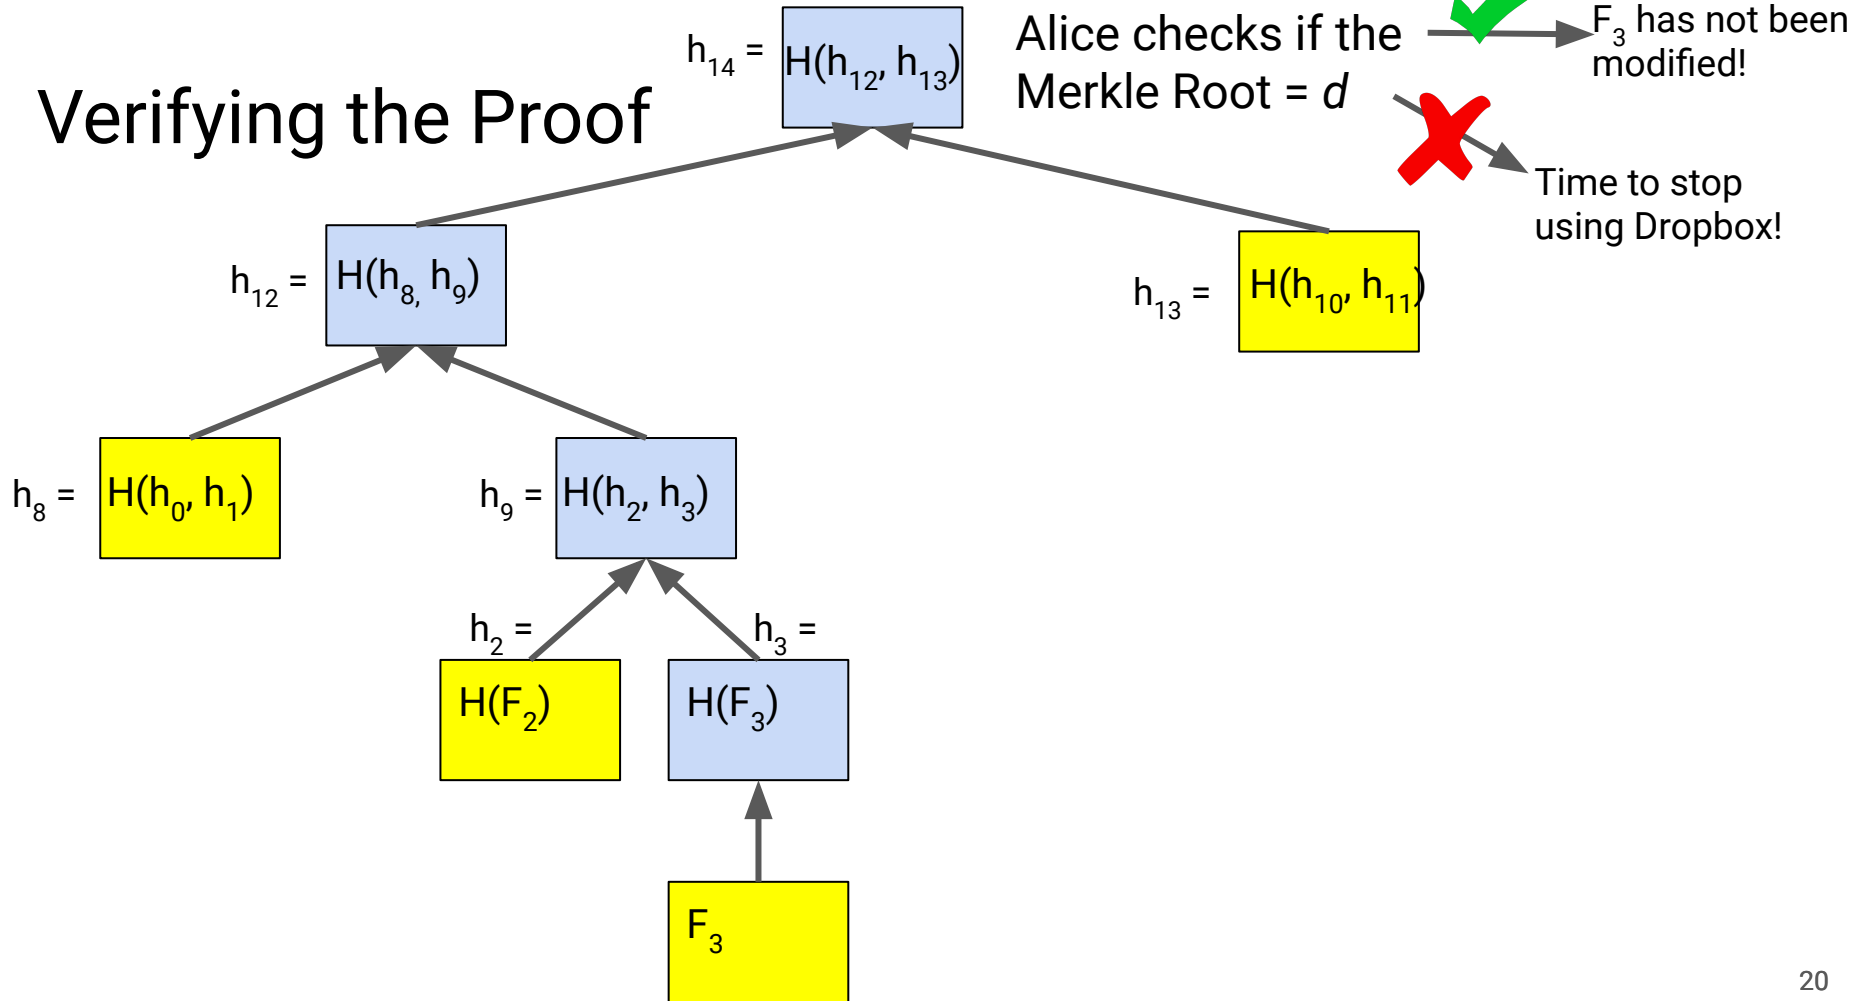 Verifying the Proof
h₁₄ =
H(h₁₂, h₁₃)
Alice checks if the
Merkle Root = d
F₃ has not been
modified!
Time to stop
using Dropbox!
h₁₂ =
H(h₈, h₉)
h₁₃ =
H(h₁₀, h₁₁)
h₈ =
H(h₀, h₁)
h₉ =
H(h₂, h₃)
h₂ =
h₃ =
H(F₂)
H(F₃)
F₃
20